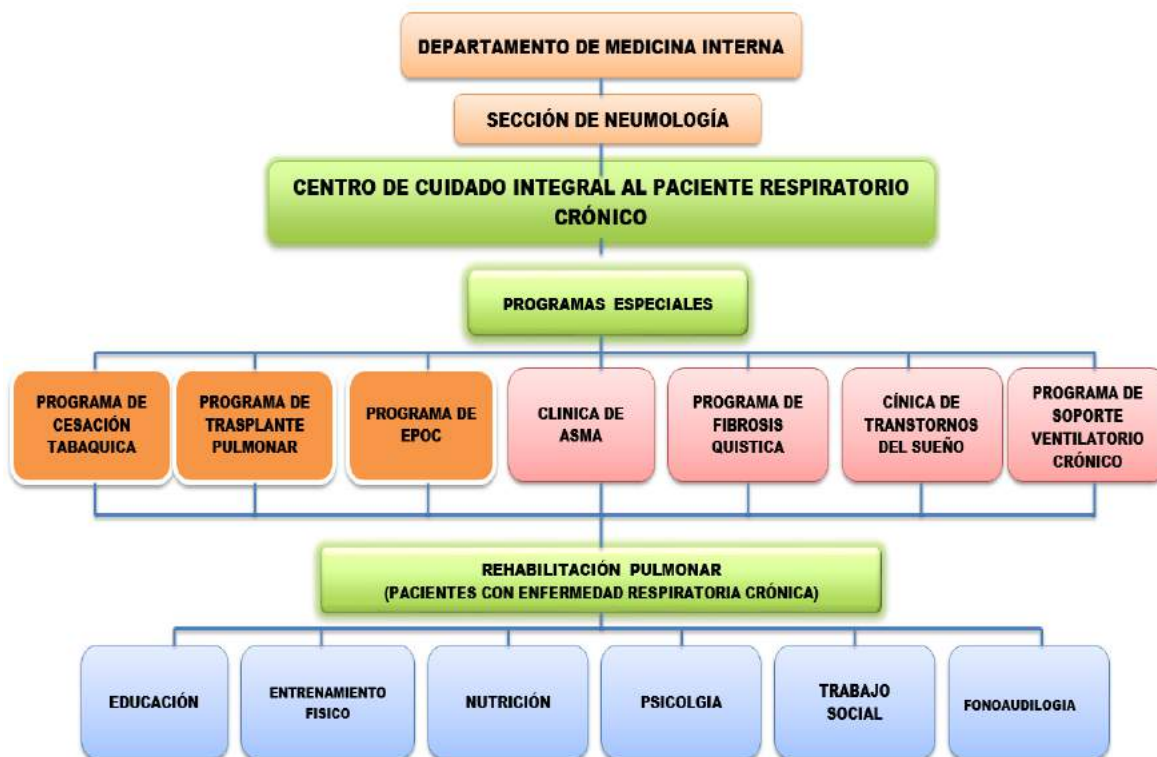 DEPARTAMENTO DE MEDICINA INTERNA
SECCIÓN DE NEUMOLOGÍA
CENTRO DE CUIDADO INTEGRAL AL PACIENTE RESPIRATORIO
CRÓNICO
PROGRAMAS ESPECIALES
PROGRAMA DE
CESACIÓN
TABAQUICA
PROGRAMA DE
TRASPLANTE
PULMONAR
PROGRAMA DE
EPOC
CLINICA DE
ASMA
PROGRAMA DE
FIBROSIS
QUISTICA
CÍNICA DE
TRANSTORNOS
DEL SUEÑO
PROGRAMA DE
SOPORTE
VENTILATORIO
CRÓNICO
REHABILITACIÓN PULMONAR
(PACIENTES CON ENFERMEDAD RESPIRATORIA CRÓNICA)
EDUCACIÓN
ENTRENAMIENTO
FISICO
NUTRICIÓN
PSICOLGIA
TRABAJO
SOCIAL
FONOAUDILOGIA